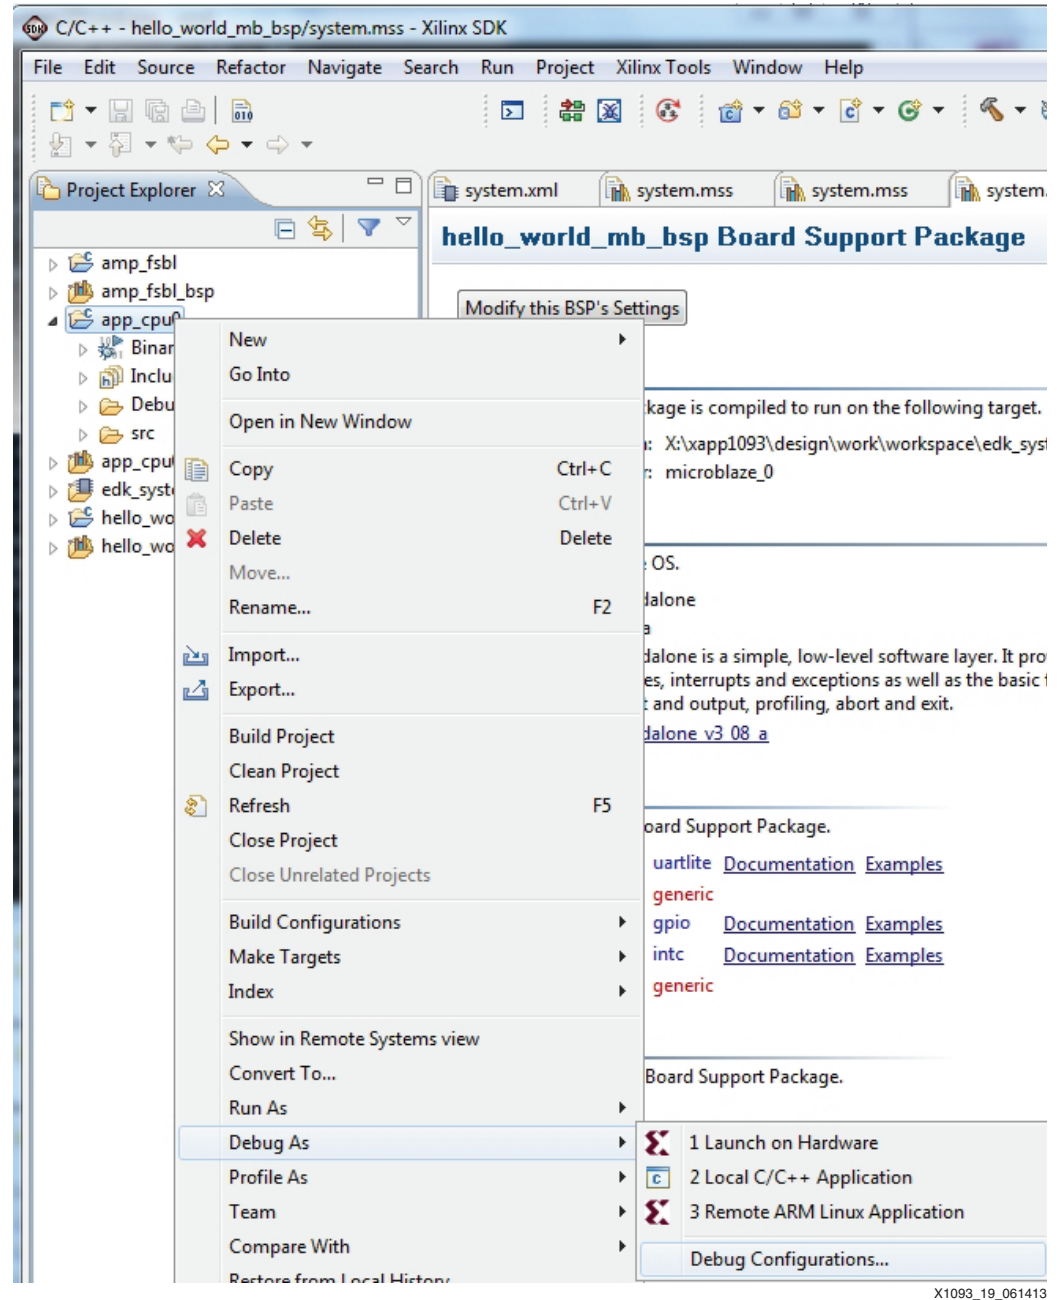 C/C++ - hello_world_mb_bsp/system.mss - Xilinx SDK
File Edit Source Refactor Navigate Search Run Project Xilinx Tools Window Help
Project Explorer
system.xml system.mss system.mss system.
hello_world_mb_bsp Board Support Package
amp_fsbl
amp_fsbl_bsp
Modify this BSP's Settings
app_cpu0
Binar
Inclu
Debu
src
app_cpu
edk_syst
hello_wo
hello_wo
New
Go Into
Open in New Window
Copy Ctrl+C
Paste Ctrl+V
Delete Delete
Move...
Rename... F2
Import...
Export...
Build Project
Clean Project
Refresh F5
Close Project
Close Unrelated Projects
Build Configurations
Make Targets
Index
Show in Remote Systems view
Convert To...
Run As
Debug As
Profile As
Team
Compare With
Restore from Local History
kage is compiled to run on the following target.
: X:\xapp1093\design\work\workspace\edk_sys
r: microblaze_0
OS.
dalone
a
dalone is a simple, low-level software layer. It pro
es, interrupts and exceptions as well as the basic f
t and output, profiling, abort and exit.
dalone_v3_08_a
oard Support Package.
uartlite Documentation Examples
generic
gpio Documentation Examples
intc Documentation Examples
generic
Board Support Package.
1 Launch on Hardware
2 Local C/C++ Application
3 Remote ARM Linux Application
Debug Configurations...
X1093_19_061413